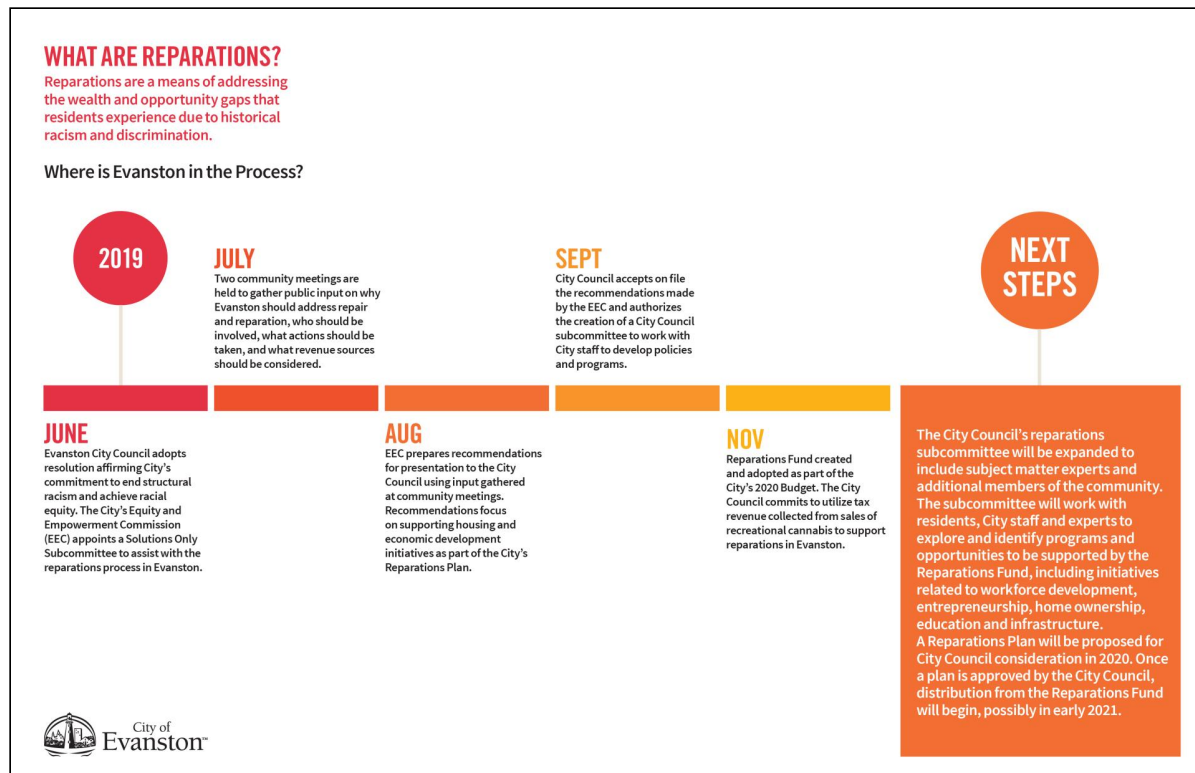 WHAT ARE REPARATIONS?
Reparations are a means of addressing
the wealth and opportunity gaps that
residents experience due to historical
racism and discrimination.
Where is Evanston in the Process?
2019
JUNE
Evanston City Council adopts
resolution affirming City's
commitment to end structural
racism and achieve racial
equity. The City's Equity and
Empowerment Commission
(EEC) appoints a Solutions Only
Subcommittee to assist with the
reparations process in Evanston.
JULY
Two community meetings are
held to gather public input on why
Evanston should address repair
and reparation, who should be
involved, what actions should be
taken, and what revenue sources
should be considered.
AUG
EEC prepares recommendations
for presentation to the City
Council using input gathered
at community meetings.
Recommendations focus
on supporting housing and
economic development
initiatives as part of the City's
Reparations Plan.
SEPT
City Council accepts on file
the recommendations made
by the EEC and authorizes
the creation of a City Council
subcommittee to work with
City staff to develop policies
and programs.
NOV
Reparations Fund created
and adopted as part of the
City's 2020 Budget. The City
Council commits to utilize tax
revenue collected from sales of
recreational cannabis to support
reparations in Evanston.
NEXT
STEPS
The City Council's reparations
subcommittee will be expanded to
include subject matter experts and
additional members of the community.
The subcommittee will work with
residents, City staff and experts to
explore and identify programs and
opportunities to be supported by the
Reparations Fund, including initiatives
related to workforce development,
entrepreneurship, home ownership,
education and infrastructure.
A Reparations Plan will be proposed for
City Council consideration in 2020. Once
a plan is approved by the City Council,
distribution from the Reparations Fund
will begin, possibly in early 2021.
City of
Evanston™